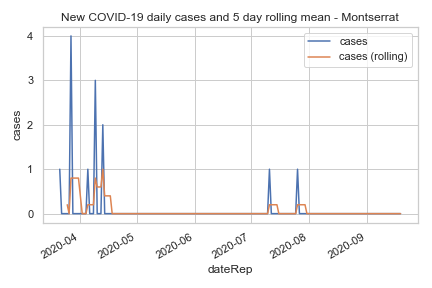 New COVID-19 daily cases and 5 day rolling mean - Montserrat
cases
cases (rolling)
4
3
2
1
0
cases
2020-04
2020-05
2020-06
2020-07
2020-08
2020-09
dateRep